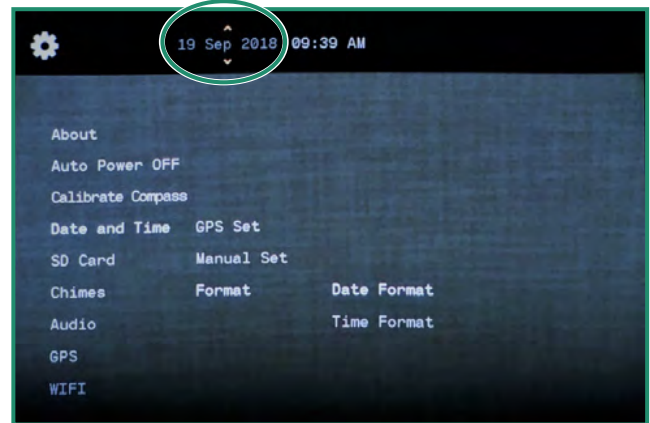 19 Sep 2018 09:39 AM
About
Auto Power OFF
Calibrate Compass
Date and Time GPS Set
SD Card Manual Set
Chimes Format Date Format
Audio Time Format
GPS
WIFI